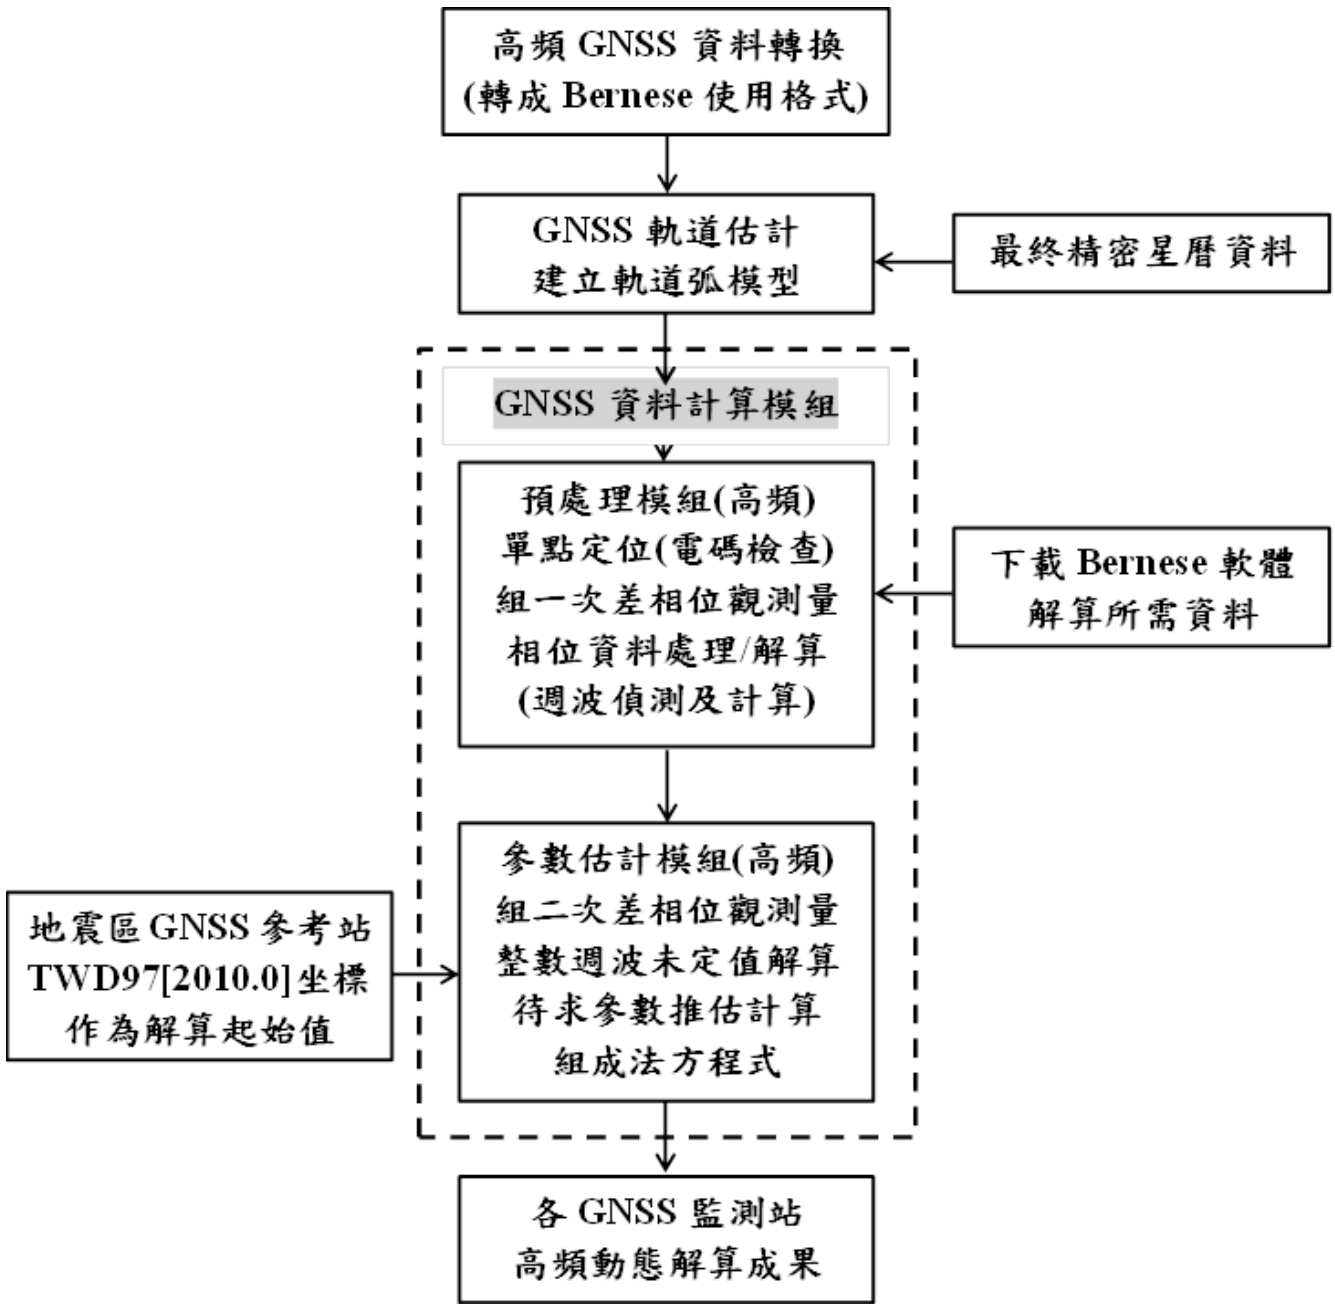 高頻 GNSS 資料轉換
(轉成 Bernese 使用格式)
GNSS 軌道估計
建立軌道弧模型
最終精密星曆資料
GNSS 資料計算模組
預處理模組(高頻)
單點定位(電碼檢查)
組一次差相位觀測量
相位資料處理/解算
(週波偵測及計算)
下載 Bernese 軟體
解算所需資料
參數估計模組(高頻)
組二次差相位觀測量
整數週波未定值解算
待求參數推估計算
組成法方程式
地震區 GNSS 參考站
TWD97[2010.0]坐標
作為解算起始值
各 GNSS 監測站
高頻動態解算成果